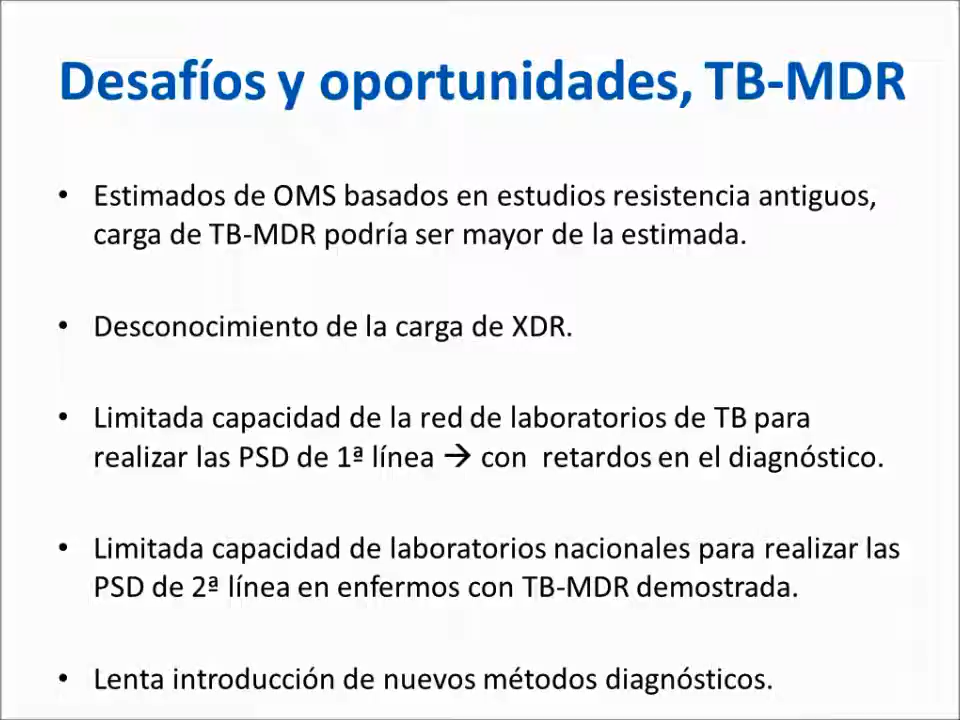 Desafíos y oportunidades, TB-MDR
• Estimados de OMS basados en estudios resistencia antiguos,
carga de TB-MDR podría ser mayor de la estimada.
• Desconocimiento de la carga de XDR.
• Limitada capacidad de la red de laboratorios de TB para
realizar las PSD de 1ª línea → con retardos en el diagnóstico.
• Limitada capacidad de laboratorios nacionales para realizar las
PSD de 2ª línea en enfermos con TB-MDR demostrada.
• Lenta introducción de nuevos métodos diagnósticos.